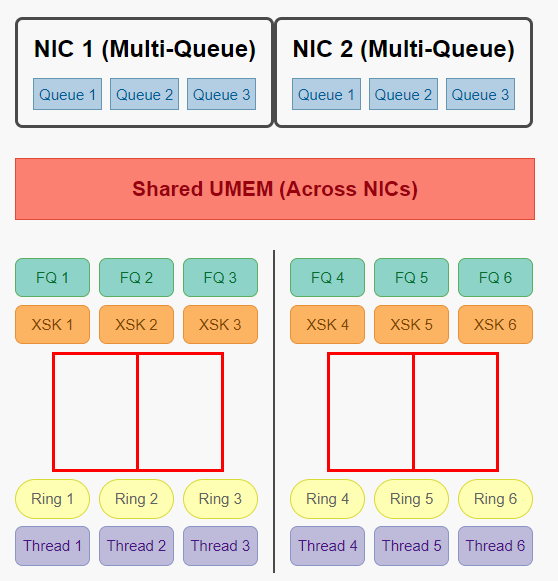 NIC 1 (Multi-Queue)
Queue 1 Queue 2 Queue 3
NIC 2 (Multi-Queue)
Queue 1 Queue 2 Queue 3
Shared UMEM (Across NICs)
FQ 1 FQ 2 FQ 3 FQ 4 FQ 5 FQ 6
XSK 1 XSK 2 XSK 3 XSK 4 XSK 5 XSK 6
Ring 1 Ring 2 Ring 3 Ring 4 Ring 5 Ring 6
Thread 1 Thread 2 Thread 3 Thread 4 Thread 5 Thread 6